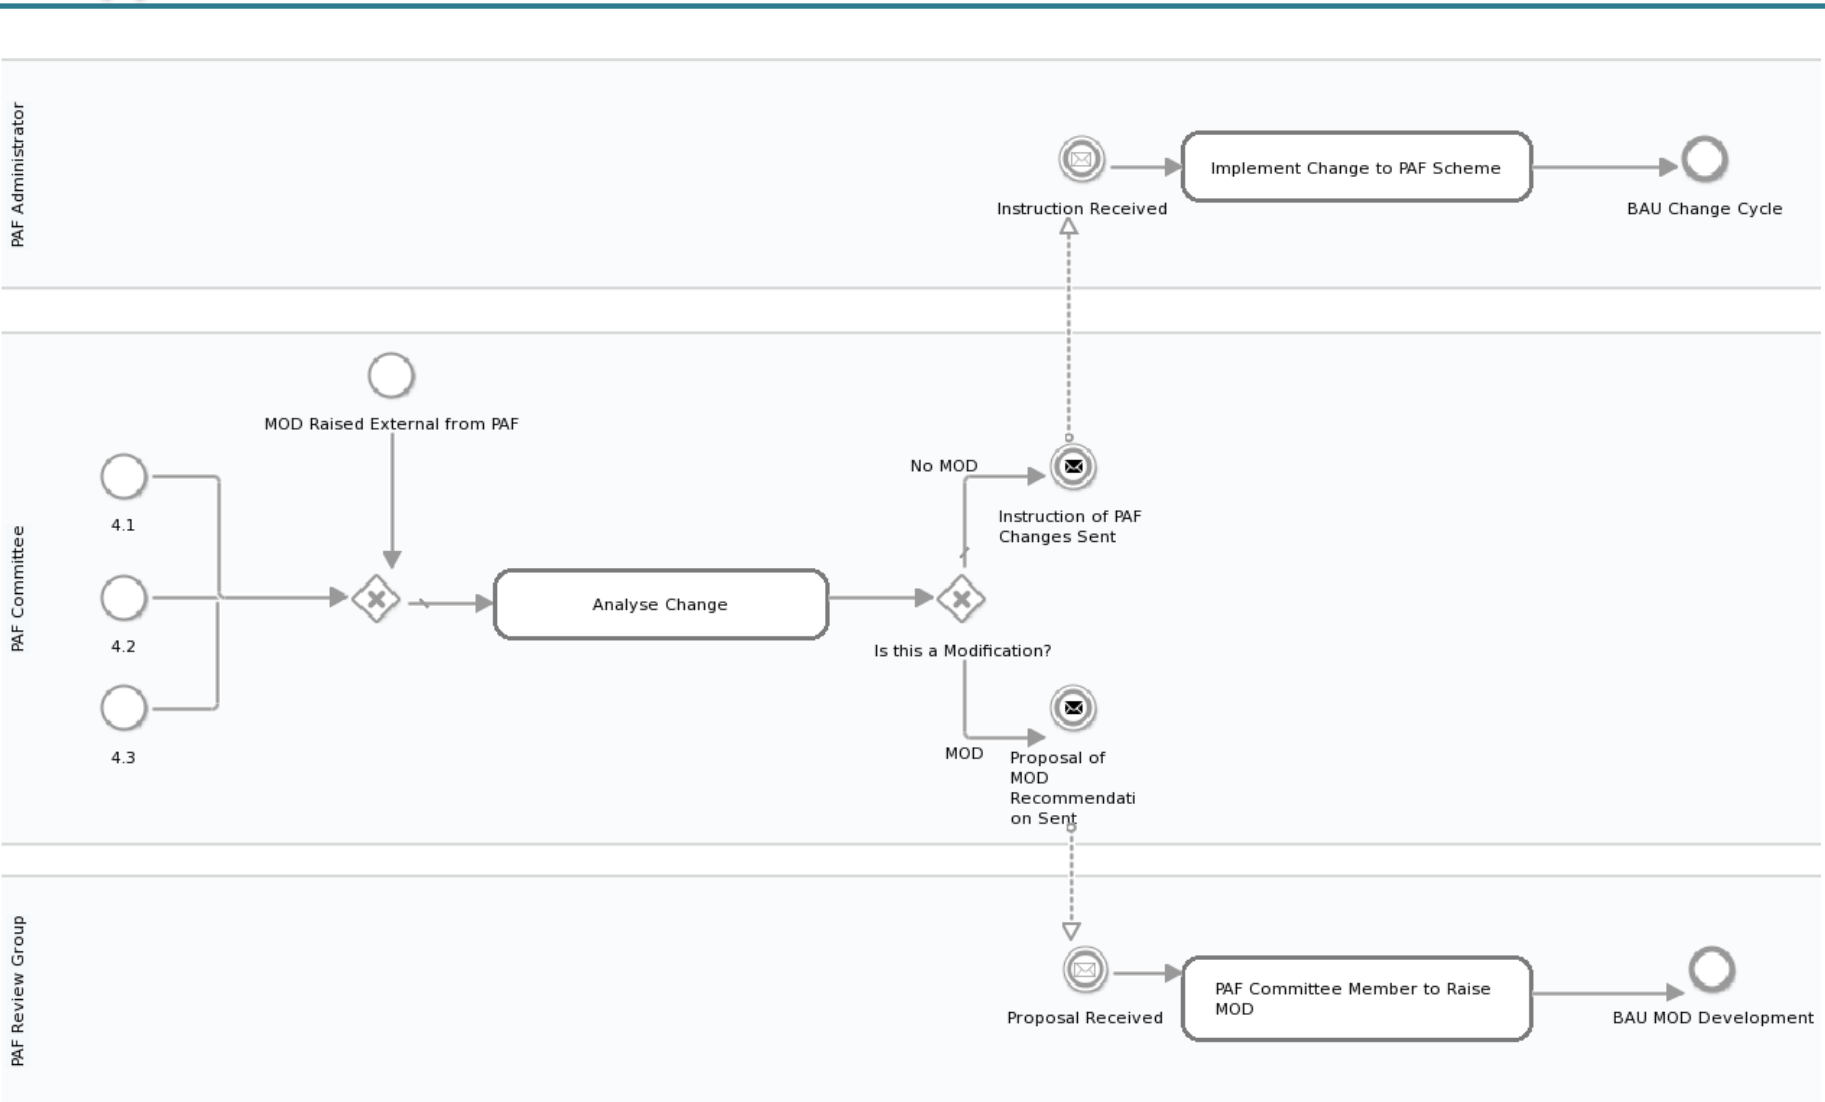 PAF Administrator
Instruction Received
Implement Change to PAF Scheme
BAU Change Cycle
PAF Committee
MOD Raised External from PAF
4.1
4.2
4.3
Analyse Change
Is this a Modification?
No MOD
Instruction of PAF
Changes Sent
MOD
Proposal of
MOD
Recommendati
on Sent
PAF Review Group
Proposal Received
PAF Committee Member to Raise
MOD
BAU MOD Development